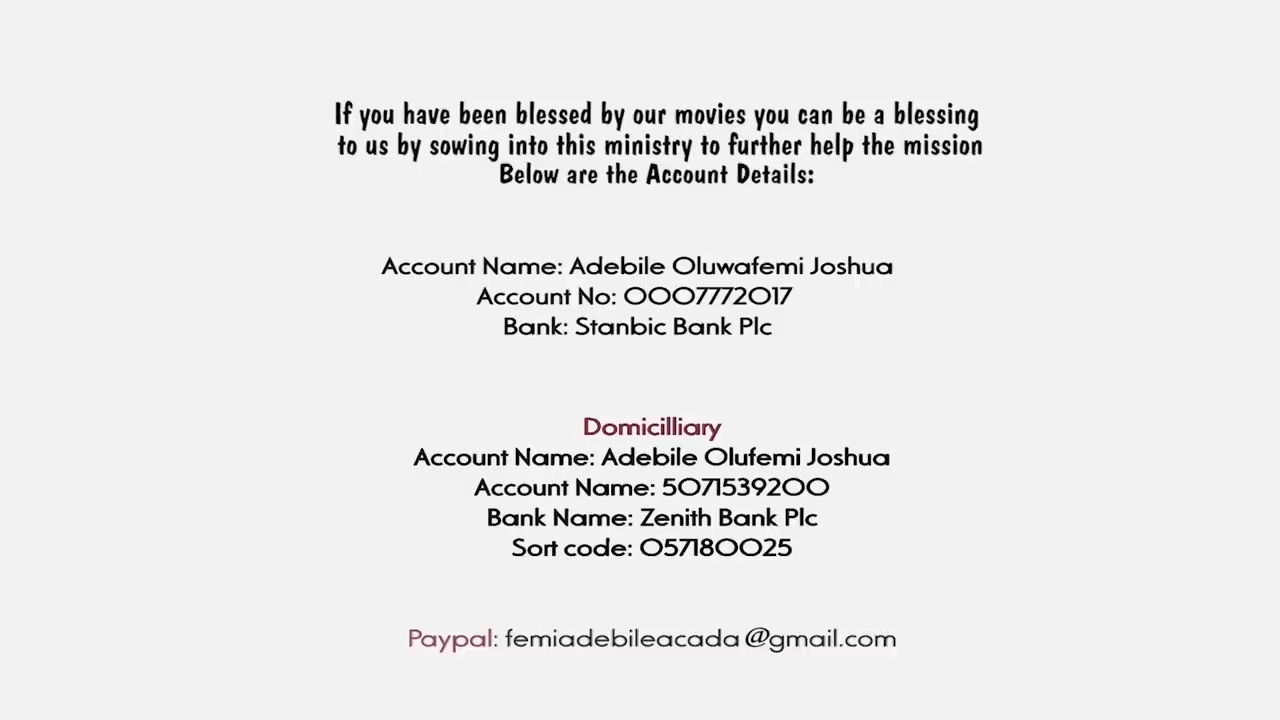 If you have been blessed by our movies you can be a blessing
to us by sowing into this ministry to further help the mission
Below are the Account Details:
Account Name: Adebile Oluwafemi Joshua
Account No: 0007772017
Bank: Stanbic Bank Plc
Domicilliary
Account Name: Adebile Olufemi Joshua
Account Name: 5071539200
Bank Name: Zenith Bank Plc
Sort code: 057180025
Paypal: femiadebileacada@gmail.com